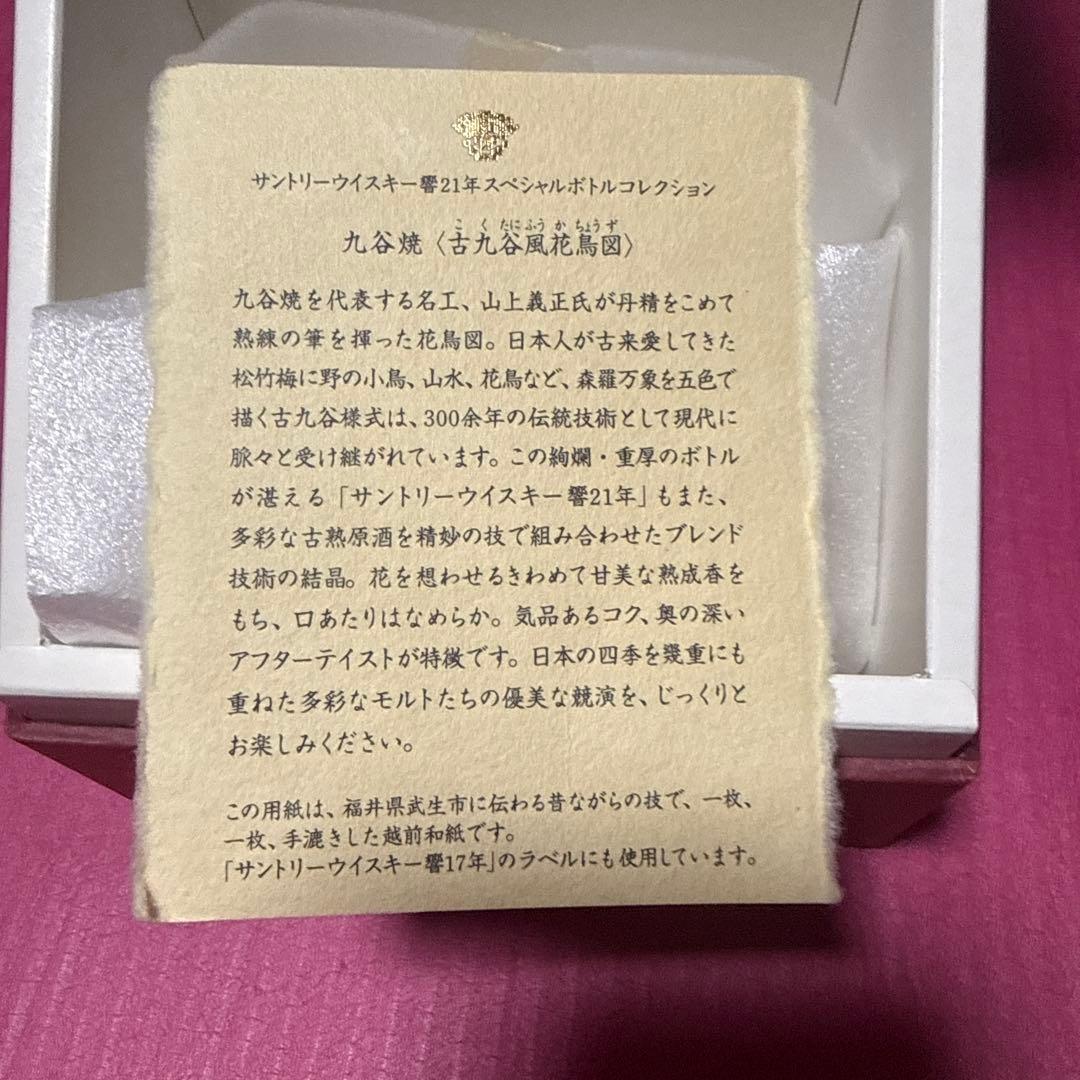 サントリーウイスキー響21年スペシャルボトルコレクション
こくたにふうかちょうず
九谷焼〈古九谷風花鳥図〉
九谷焼を代表する名工、山上義正氏が丹精をこめて
熟練の筆を揮った花鳥図。日本人が古来愛してきた
松竹梅に野の小鳥、山水、花鳥など、森羅万象を五色で
描く古九谷様式は、300余年の伝統技術として現代に
脈々と受け継がれています。この絢爛・重厚のボトル
が湛える「サントリーウイスキー響21年」もまた、
多彩な古熟原酒を精妙の技で組み合わせたブレンド
技術の結晶。花を想わせるきわめて甘美な熟成香を
もち、口あたりはなめらか。気品あるコク、奥の深い
アフターテイストが特徴です。日本の四季を幾重にも
重ねた多彩なモルトたちの優美な競演を、じっくりと
お楽しみください。
この用紙は、福井県武生市に伝わる昔ながらの技で、一枚、
一枚、手漉きした越前和紙です。
「サントリーウイスキー響17年」のラベルにも使用しています。